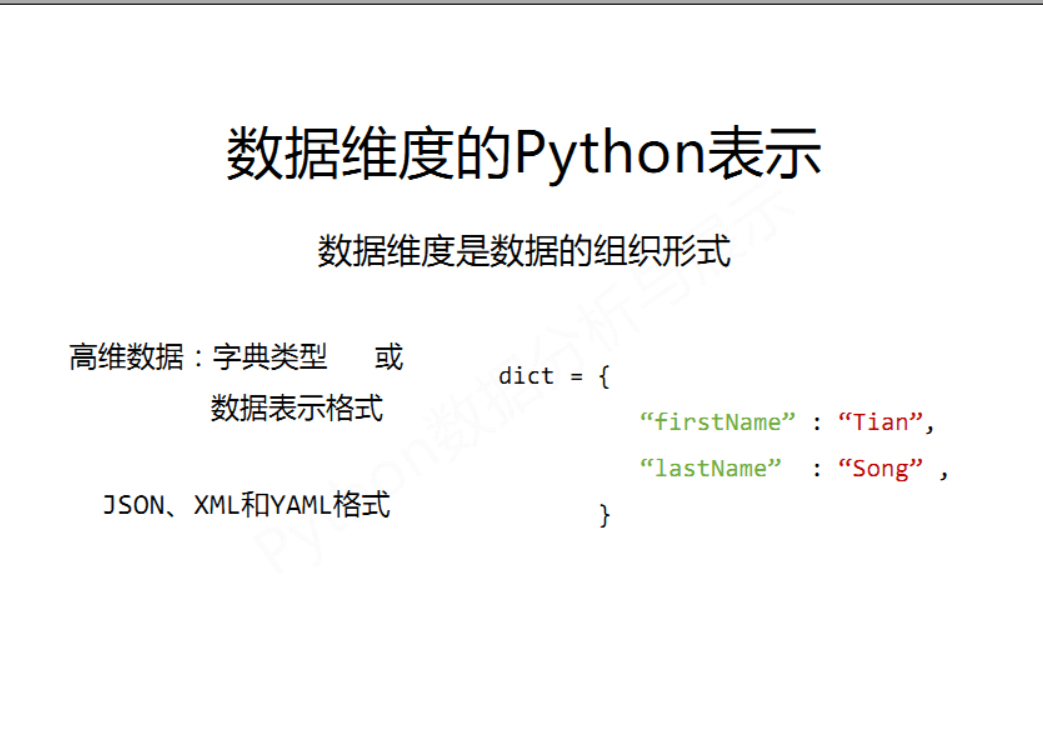 数据维度的Python表示
数据维度是数据的组织形式
高维数据：字典类型 或
数据表示格式
JSON、XML和YAML格式
dict = {
“firstName” : “Tian”,
“lastName” : “Song” ,
}
Python数据分析与展示